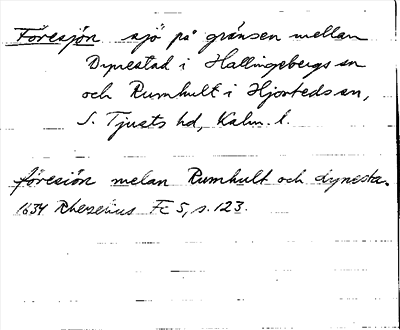 Föresjön sjö på gränsen mellan
Dynestad i Hallingebergs sn
och Rumhult i Hjorteds sn,
S. Tjusts hd, Kalm. l.
föresiön melan Rumhult och dynesta.
1634 Rhezelius Fc 5, s. 123.